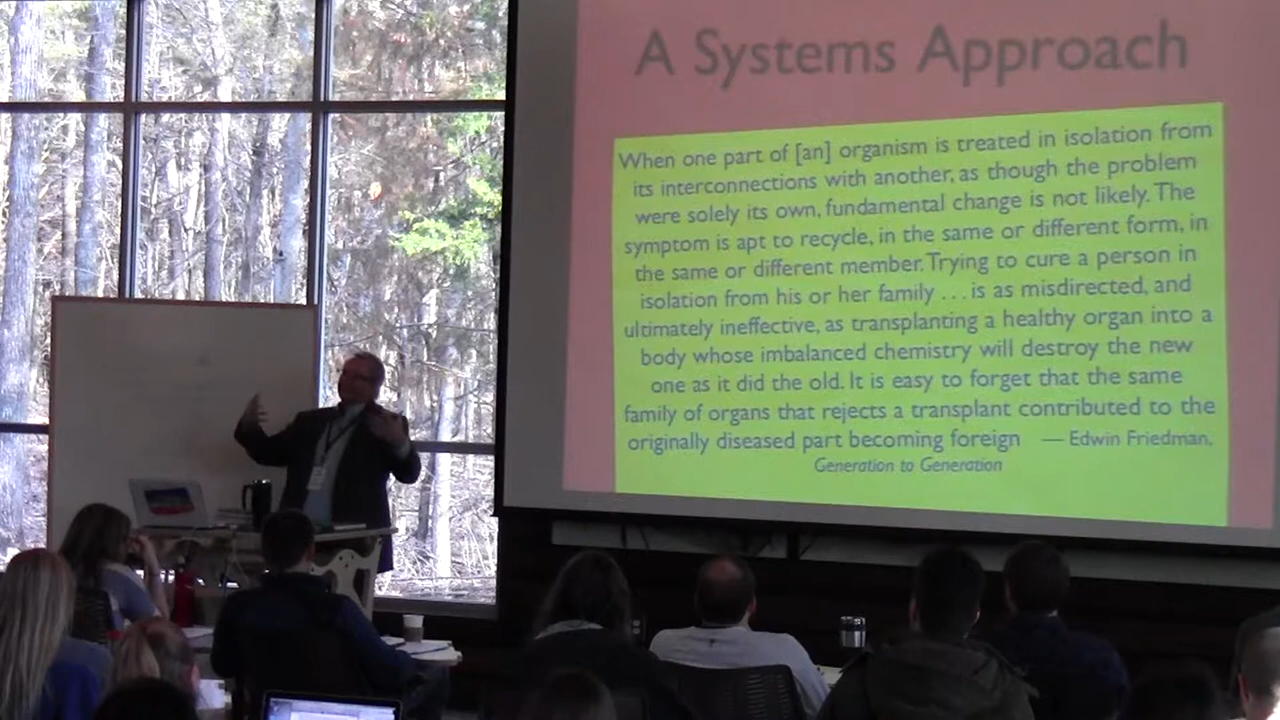 A Systems Approach
When one part of [an] organism is treated in isolation from
its interconnections with another, as though the problem
were solely its own, fundamental change is not likely. The
symptom is apt to recycle, in the same or different form, in
the same or different member. Trying to cure a person in
isolation from his or her family . . . is as misdirected, and
ultimately ineffective, as transplanting a healthy organ into a
body whose imbalanced chemistry will destroy the new
one as it did the old. It is easy to forget that the same
family of organs that rejects a transplant contributed to the
originally diseased part becoming foreign — Edwin Friedman,
Generation to Generation